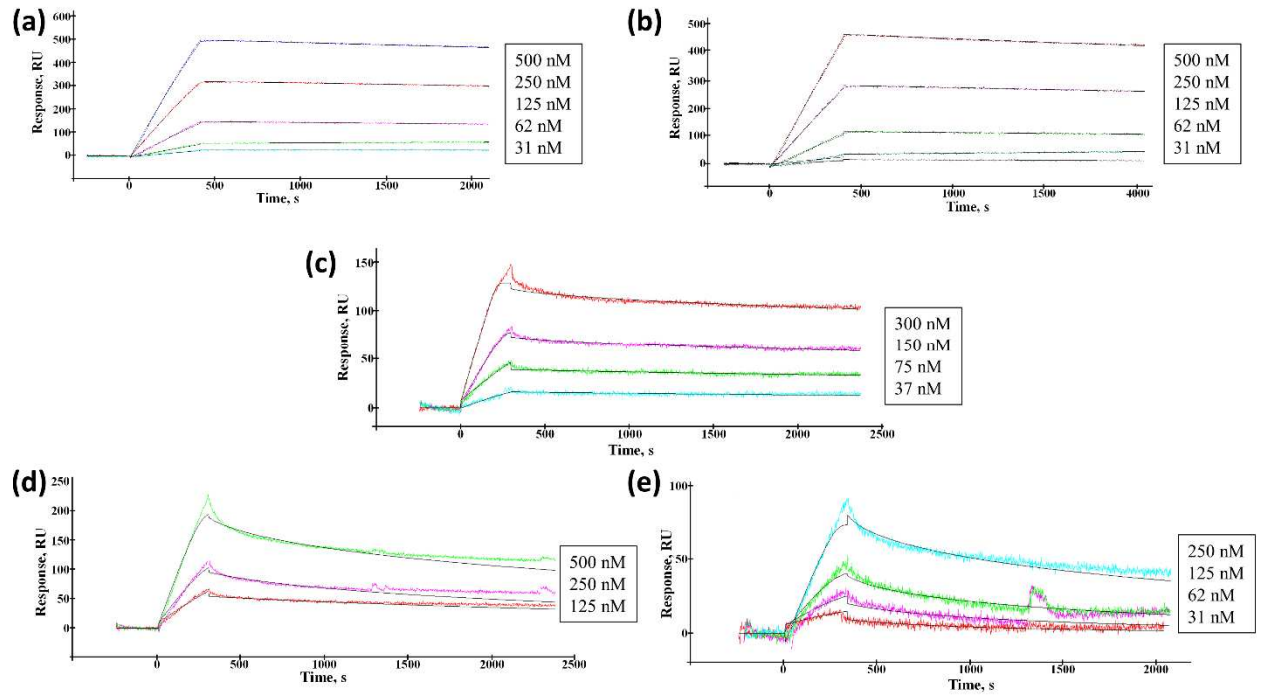 (a)
600
500
400
300
200
100
0
Response, RU
0 500 1000 1500 2000
Time, s
500 nM
250 nM
125 nM
62 nM
31 nM
(b)
500
400
300
200
100
0
Response, RU
0 500 1000 1500 4000
Time, s
500 nM
250 nM
125 nM
62 nM
31 nM
(c)
150
100
50
0
Response, RU
0 500 1000 1500 2000 2500
Time, s
300 nM
150 nM
75 nM
37 nM
(d)
250
200
150
100
50
0
Response, RU
0 500 1000 1500 2000 2500
Time, s
500 nM
250 nM
125 nM
(e)
100
50
0
Response, RU
0 500 1000 1500 2000
Time, s
250 nM
125 nM
62 nM
31 nM